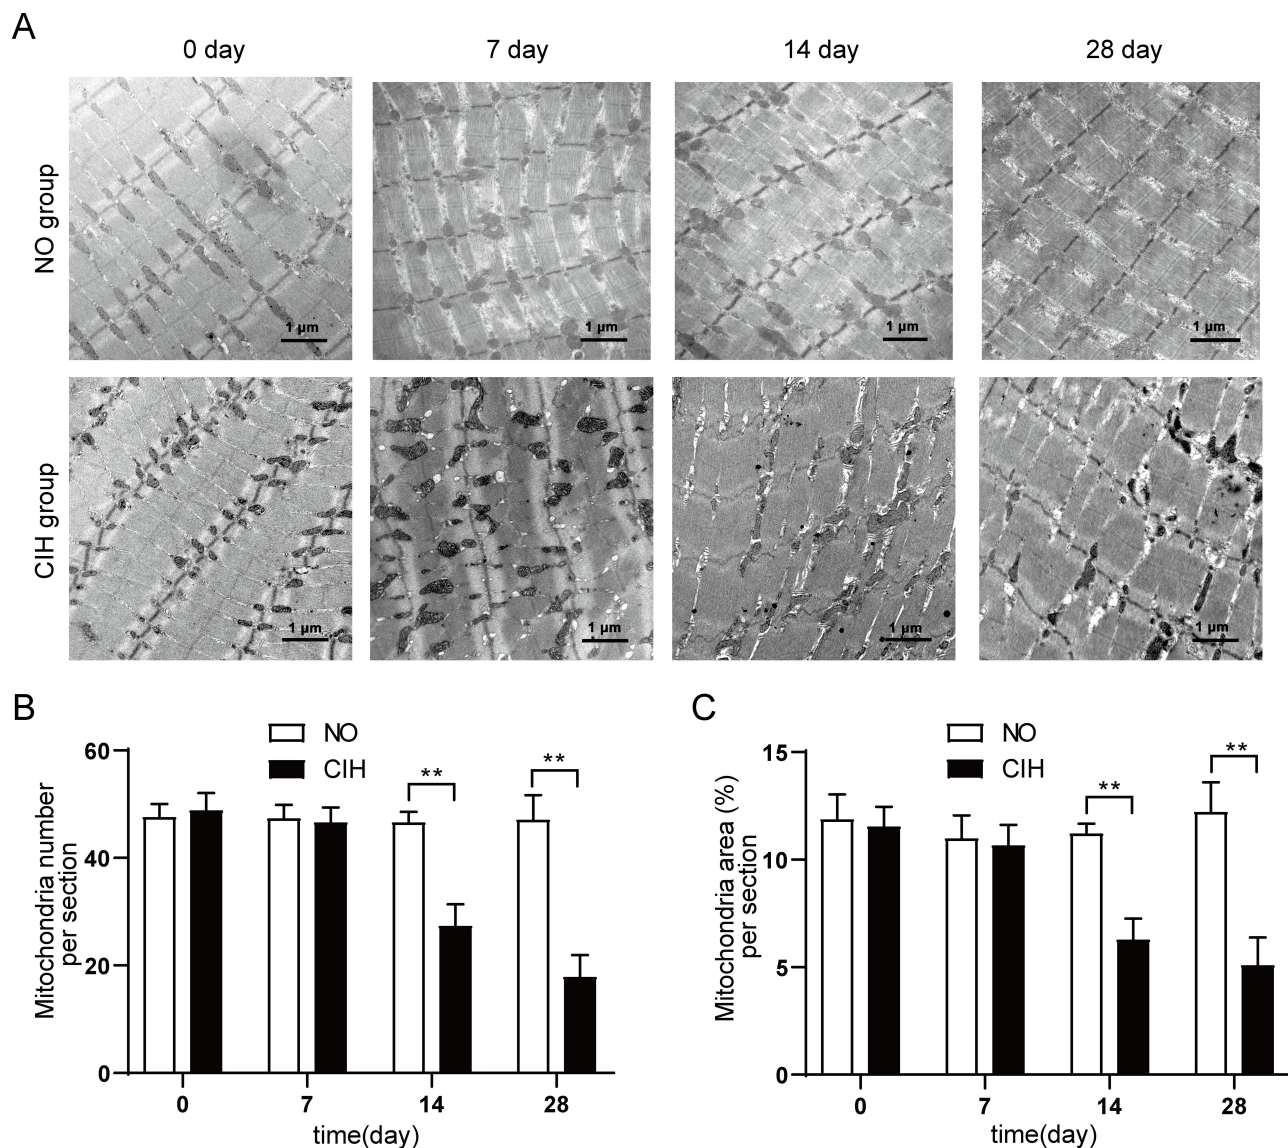 A
0 day
7 day
14 day
28 day
NO group
1 μm
1 μm
1 μm
1 μm
CIH group
1 μm
1 μm
1 μm
1 μm
B
NO
CIH
Mitochondria number
per section
60
40
20
0
**
**
0
7
14
28
time(day)
C
NO
CIH
Mitochondria area (%)
per section
15
10
5
0
**
**
0
7
14
28
time(day)